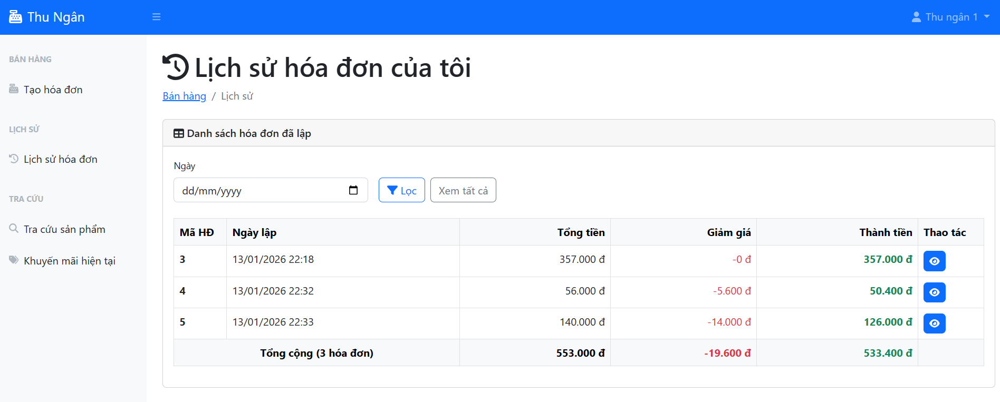 Thu Ngân
Thu ngân 1
BÁN HÀNG
Tạo hóa đơn
LỊCH SỬ
Lịch sử hóa đơn
TRA CỨU
Tra cứu sản phẩm
Khuyến mãi hiện tại
Lịch sử hóa đơn của tôi
Bán hàng / Lịch sử
Danh sách hóa đơn đã lập
Ngày
dd/mm/yyyy Lọc Xem tất cả
Mã HĐ Ngày lập Tổng tiền Giảm giá Thành tiền Thao tác
3 13/01/2026 22:18 357.000 đ -0 đ 357.000 đ
4 13/01/2026 22:32 56.000 đ -5.600 đ 50.400 đ
5 13/01/2026 22:33 140.000 đ -14.000 đ 126.000 đ
Tổng cộng (3 hóa đơn) 553.000 đ -19.600 đ 533.400 đ